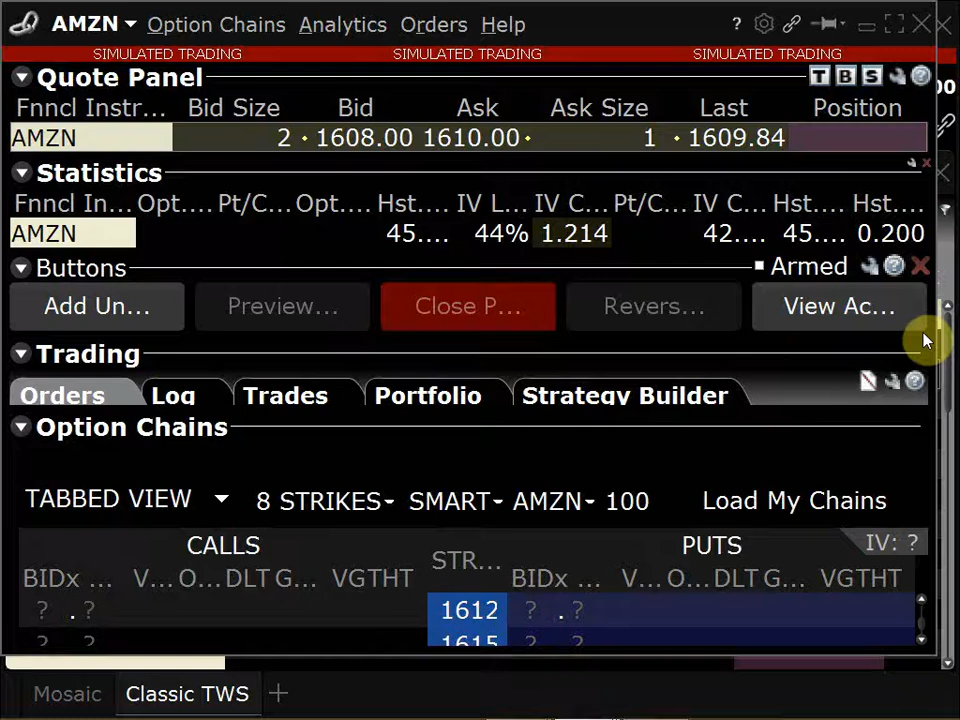 AMZN Option Chains Analytics Orders Help ?
SIMULATED TRADING SIMULATED TRADING SIMULATED TRADING
Quote Panel T B S
Fnncl Instr... Bid Size Bid Ask Ask Size Last Position
AMZN 2 • 1608.00 1610.00 • 1 • 1609.84
Statistics
Fnncl In... Opt.... Pt/C... Opt.... Hst.... IV L... IV C... Pt/C... IV C... Hst.... Hst....
AMZN 45.... 44% 1.214 42.... 45.... 0.200
Buttons Armed
Add Un... Preview... Close P... Revers... View Ac...
Trading
Orders Log Trades Portfolio Strategy Builder
Option Chains
TABBED VIEW 8 STRIKES SMART AMZN 100 Load My Chains
CALLS STR... PUTS IV: ?
BIDx ... V... O... DLT G... VGTHT BIDx ... V... O... DLT G... VGTHT
? . ? 1612 ? . ?
? . ? 1615 ? . ?
Mosaic Classic TWS +